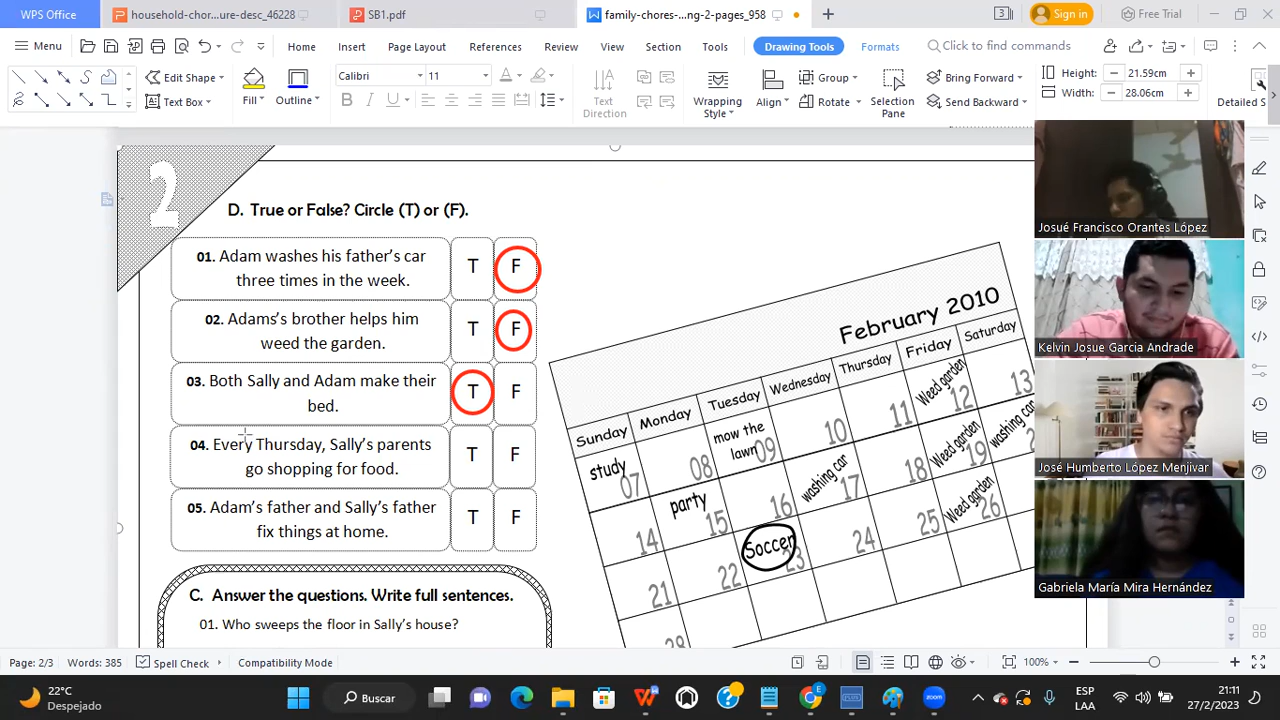 WPS Office
household-chor...ure-desc_46228
SB1.pdf
family-chores-...ng-2-pages_958
3
Sign in
Free Trial
Menu
Home
Insert
Page Layout
References
Review
View
Section
Tools
Drawing Tools
Formats
Click to find commands
Edit Shape
Text Box
Fill
Outline
Calibri
11
A
B I U
Text
Direction
Wrapping
Style
Align
Group
Rotate
Selection
Pane
Bring Forward
Send Backward
Height:
21.59cm
Width:
28.06cm
Detailed S
2
D. True or False? Circle (T) or (F).
01. Adam washes his father's car
three times in the week.
T F
02. Adams's brother helps him
weed the garden.
T F
03. Both Sally and Adam make their
bed.
T F
04. Every Thursday, Sally's parents
go shopping for food.
T F
05. Adam's father and Sally's father
fix things at home.
T F
C. Answer the questions. Write full sentences.
01. Who sweeps the floor in Sally's house?
February 2010
Sunday Monday Tuesday Wednesday Thursday Friday Saturday
study 07 08 mow the lawn 09 10 11 Weed garden 12 13
14 party 15 16 washing car 17 18 Weed garden 19 washing car
21 22 Soccer 23 24 25 Weed garden 26
28
Josué Francisco Orantes López
Kelvin Josue Garcia Andrade
José Humberto López Menjivar
Gabriela María Mira Hernández
Page: 2/3
Words: 385
Spell Check
Compatibility Mode
100%
22°C
Despejado
Buscar
ESP
LAA
21:11
27/2/2023